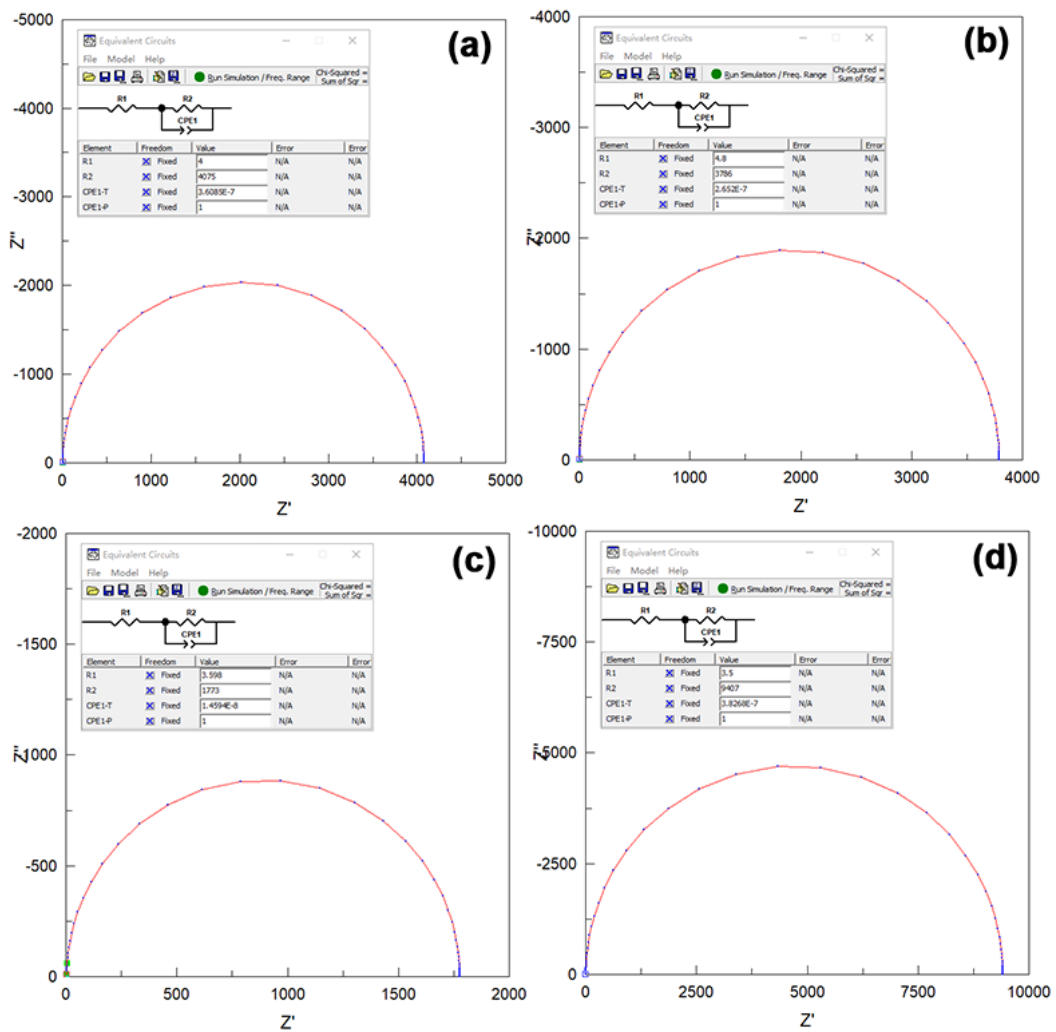 (a)
-5000
-4000
-3000
-2000
-1000
0
Z''
0 1000 2000 3000 4000 5000
Z'
Equivalent Circuits
File Model Help
Run Simulation / Freq. Range
Chi-Squared =
Sum of Sqr =
R1 R2
CPE1
Element Freedom Value Error Error
R1 Fixed 4 N/A N/A
R2 Fixed 4075 N/A N/A
CPE1-T Fixed 3.6085E-7 N/A N/A
CPE1-P Fixed 1 N/A N/A
(b)
-4000
-3000
-2000
-1000
0
Z''
0 1000 2000 3000 4000
Z'
Equivalent Circuits
File Model Help
Run Simulation / Freq. Range
Chi-Squared =
Sum of Sqr =
R1 R2
CPE1
Element Freedom Value Error Error
R1 Fixed 4.8 N/A N/A
R2 Fixed 3786 N/A N/A
CPE1-T Fixed 2.652E-7 N/A N/A
CPE1-P Fixed 1 N/A N/A
(c)
-2000
-1500
-1000
-500
0
Z''
0 500 1000 1500 2000
Z'
Equivalent Circuits
File Model Help
Run Simulation / Freq. Range
Chi-Squared =
Sum of Sqr =
R1 R2
CPE1
Element Freedom Value Error Error
R1 Fixed 3.598 N/A N/A
R2 Fixed 1773 N/A N/A
CPE1-T Fixed 1.4594E-8 N/A N/A
CPE1-P Fixed 1 N/A N/A
(d)
-10000
-7500
-5000
-2500
0
Z''
0 2500 5000 7500 10000
Z'
Equivalent Circuits
File Model Help
Run Simulation / Freq. Range
Chi-Squared =
Sum of Sqr =
R1 R2
CPE1
Element Freedom Value Error Error
R1 Fixed 3.5 N/A N/A
R2 Fixed 9407 N/A N/A
CPE1-T Fixed 3.8268E-7 N/A N/A
CPE1-P Fixed 1 N/A N/A